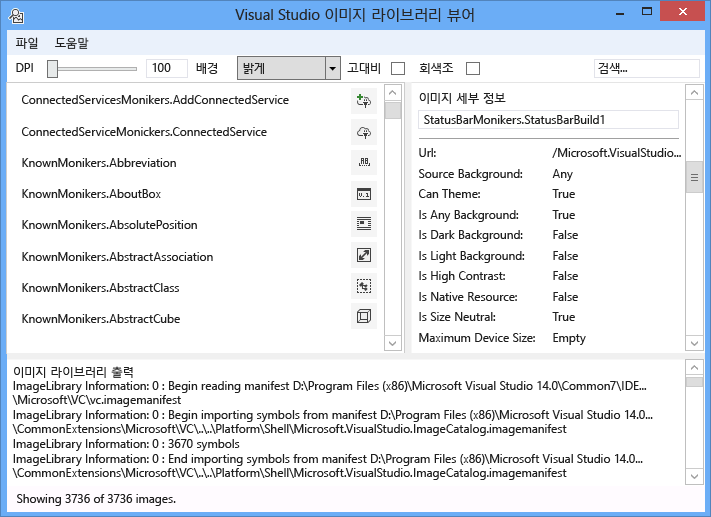 Visual Studio 이미지 라이브러리 뷰어
파일 도움말
DPI 100 배경 밝게 고대비 회색조 검색...
ConnectedServicesMonikers.AddConnectedService
ConnectedServiceMonickers.ConnectedService
KnownMonikers.Abbreviation
.AB.
KnownMonikers.AboutBox
0.1
KnownMonikers.AbsolutePosition
KnownMonikers.AbstractAssociation
KnownMonikers.AbstractClass
KnownMonikers.AbstractCube
이미지 세부 정보
StatusBarMonikers.StatusBarBuild1
Url: /Microsoft.VisualStudio...
Source Background: Any
Can Theme: True
Is Any Background: True
Is Dark Background: False
Is Light Background: False
Is High Contrast: False
Is Native Resource: False
Is Size Neutral: True
Maximum Device Size: Empty
이미지 라이브러리 출력
ImageLibrary Information: 0 : Begin reading manifest D:\Program Files (x86)\Microsoft Visual Studio 14.0\Common7\IDE...
\Microsoft\VC\vc.imagemanifest
ImageLibrary Information: 0 : Begin importing symbols from manifest D:\Program Files (x86)\Microsoft Visual Studio 14.0...
\CommonExtensions\Microsoft\VC\..\..\Platform\Shell\Microsoft.VisualStudio.ImageCatalog.imagemanifest
ImageLibrary Information: 0 : 3670 symbols
ImageLibrary Information: 0 : End importing symbols from manifest D:\Program Files (x86)\Microsoft Visual Studio 14.0...
\CommonExtensions\Microsoft\VC\..\..\Platform\Shell\Microsoft.VisualStudio.ImageCatalog.imagemanifest
Showing 3736 of 3736 images.